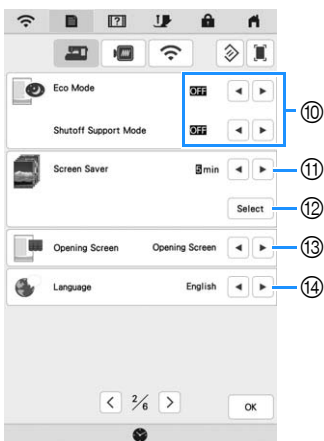 Eco Mode OFF
Shutoff Support Mode OFF
⑩
Screen Saver 5 min
⑪
Select
⑫
Opening Screen Opening Screen
⑬
Language English
⑭
2/6
OK